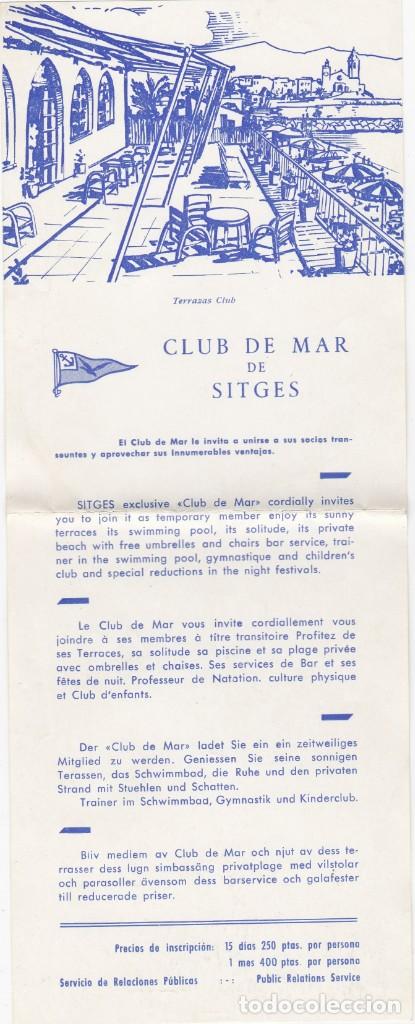 Terrazas Club
CLUB DE MAR
DE
SITGES
El Club de Mar le invita a unirse a sus socios tran-
seuntes y aprovechar sus innumerables ventajas.
SITGES exclusive «Club de Mar» cordially invites
you to join it as temporary member enjoy its sunny
terraces its swimming pool, its solitude, its private
beach with free umbrelles and chairs bar service, trai-
ner in the swimming pool, gymnastique and children's
club and special reductions in the night festivals.
Le Club de Mar vous invite cordiallement vous
joindre à ses membres à títre transitoire Profitez de
ses Terraces, sa solitude sa piscine et sa plage privée
avec ombrelles et chaises. Ses services de Bar et ses
fêtes de nuit. Professeur de Natation. culture physique
et Club d'enfants.
Der «Club de Mar» ladet Sie ein ein zeitweiliges
Mitglied zu werden. Geniessen Sie seine sonnigen
Terassen, das Schwimmbad, die Ruhe und den privaten
Strand mit Stuehlen und Schatten.
Trainer im Schwimmbad, Gymnastik und Kinderclub.
Bliv mediem av Club de Mar och njut av dess te-
rrasser dess lugn simbassäng privatplage med vilstolar
och parasoller ävensom dess barservice och galafester
till reducerade priser.
Precios de inscripción: 15 días 250 ptas. por persona
1 mes 400 ptas. por persona
Servicio de Relaciones Públicas :-: Public Relations Service
todocoleccion